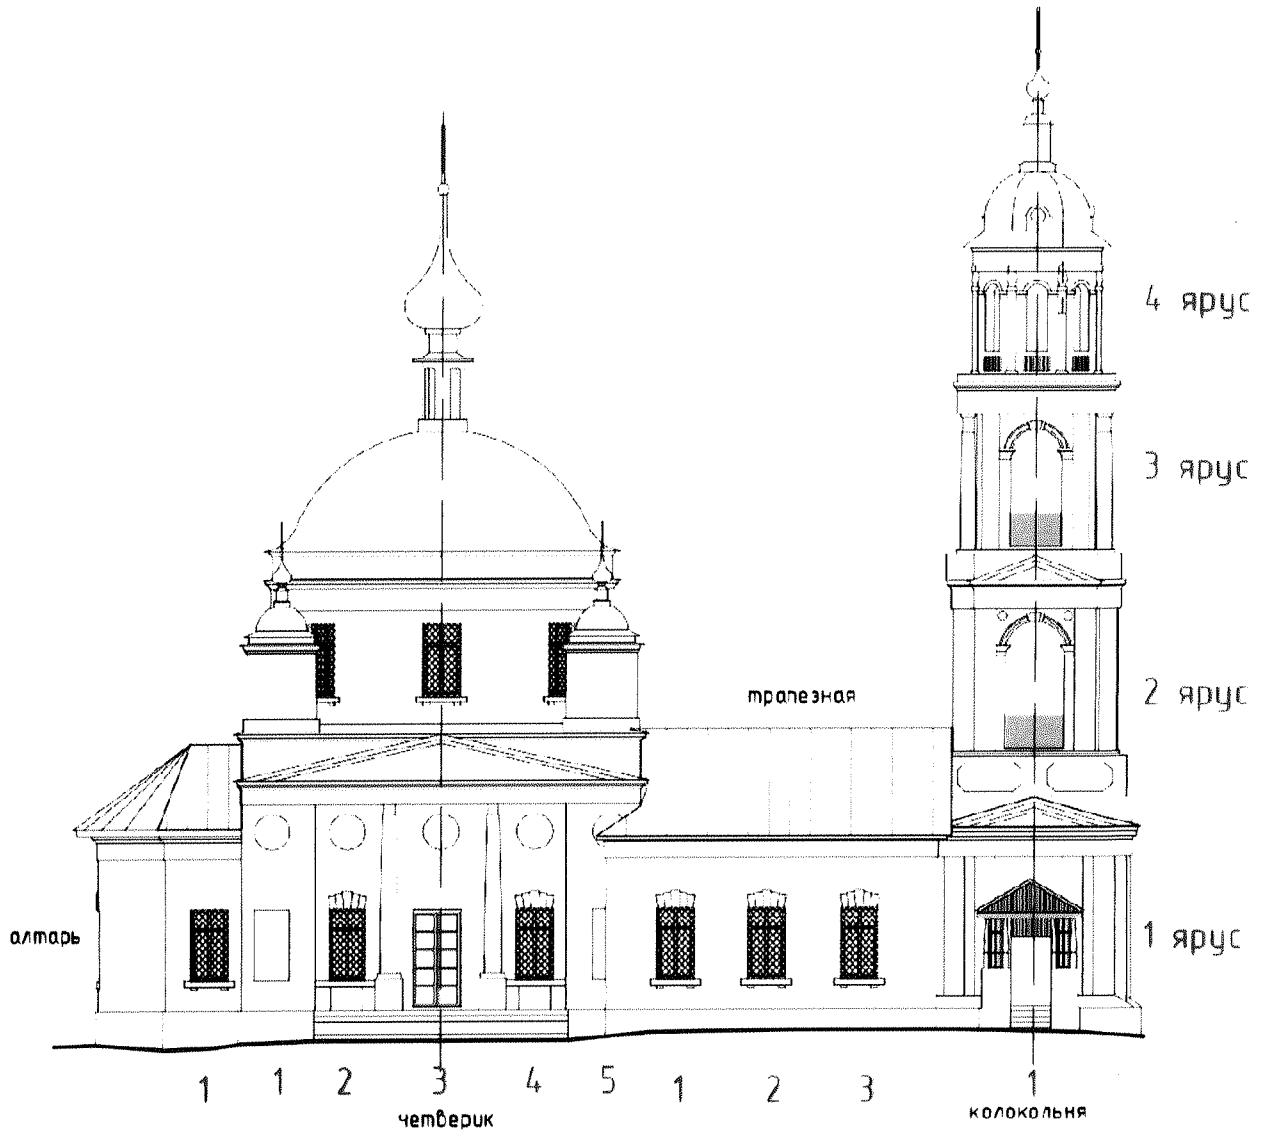 4 ярус
3 ярус
трапезная
2 ярус
алтарь
1 ярус
1 1 2 3 4 5 1 2 3 1
четверик
колокольня